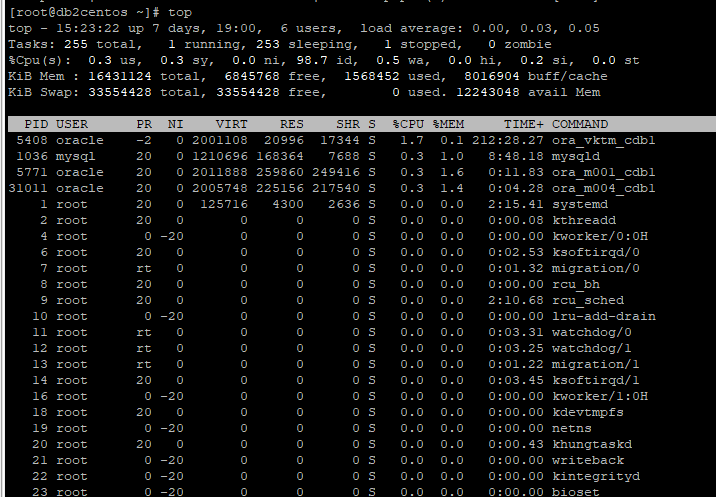 [root@db2centos ~]# top
top - 15:23:22 up 7 days, 19:00,  6 users,  load average: 0.00, 0.03, 0.05
Tasks: 255 total,   1 running, 253 sleeping,   1 stopped,   0 zombie
%Cpu(s):  0.3 us,  0.3 sy,  0.0 ni, 98.7 id,  0.5 wa,  0.0 hi,  0.2 si,  0.0 st
KiB Mem : 16431124 total,  6845768 free,  1568452 used,  8016904 buff/cache
KiB Swap: 33554428 total, 33554428 free,        0 used. 12243048 avail Mem
PID USER      PR  NI    VIRT    RES    SHR S  %CPU %MEM     TIME+ COMMAND
5408 oracle    -2   0 2001108  20996  17344 S   1.7  0.1 212:28.27 ora_vktm_cdb1
1036 mysql     20   0 1210696 168364   7688 S   0.3  1.0   8:48.18 mysqld
5771 oracle    20   0 2011888 259860 249416 S   0.3  1.6   0:11.83 ora_m001_cdb1
31011 oracle    20   0 2005748 225156 217540 S   0.3  1.4   0:04.28 ora_m004_cdb1
1 root      20   0  125716   4300   2636 S   0.0  0.0   2:15.41 systemd
2 root      20   0       0      0      0 S   0.0  0.0   0:00.08 kthreadd
4 root       0 -20       0      0      0 S   0.0  0.0   0:00.00 kworker/0:0H
6 root      20   0       0      0      0 S   0.0  0.0   0:02.53 ksoftirqd/0
7 root      rt   0       0      0      0 S   0.0  0.0   0:01.32 migration/0
8 root      20   0       0      0      0 S   0.0  0.0   0:00.00 rcu_bh
9 root      20   0       0      0      0 S   0.0  0.0   2:10.68 rcu_sched
10 root       0 -20       0      0      0 S   0.0  0.0   0:00.00 lru-add-drain
11 root      rt   0       0      0      0 S   0.0  0.0   0:03.31 watchdog/0
12 root      rt   0       0      0      0 S   0.0  0.0   0:03.25 watchdog/1
13 root      rt   0       0      0      0 S   0.0  0.0   0:01.22 migration/1
14 root      20   0       0      0      0 S   0.0  0.0   0:03.45 ksoftirqd/1
16 root       0 -20       0      0      0 S   0.0  0.0   0:00.00 kworker/1:0H
18 root      20   0       0      0      0 S   0.0  0.0   0:00.00 kdevtmpfs
19 root       0 -20       0      0      0 S   0.0  0.0   0:00.00 netns
20 root      20   0       0      0      0 S   0.0  0.0   0:00.43 khungtaskd
21 root       0 -20       0      0      0 S   0.0  0.0   0:00.00 writeback
22 root       0 -20       0      0      0 S   0.0  0.0   0:00.00 kintegrityd
23 root       0 -20       0      0      0 S   0.0  0.0   0:00.00 bioset